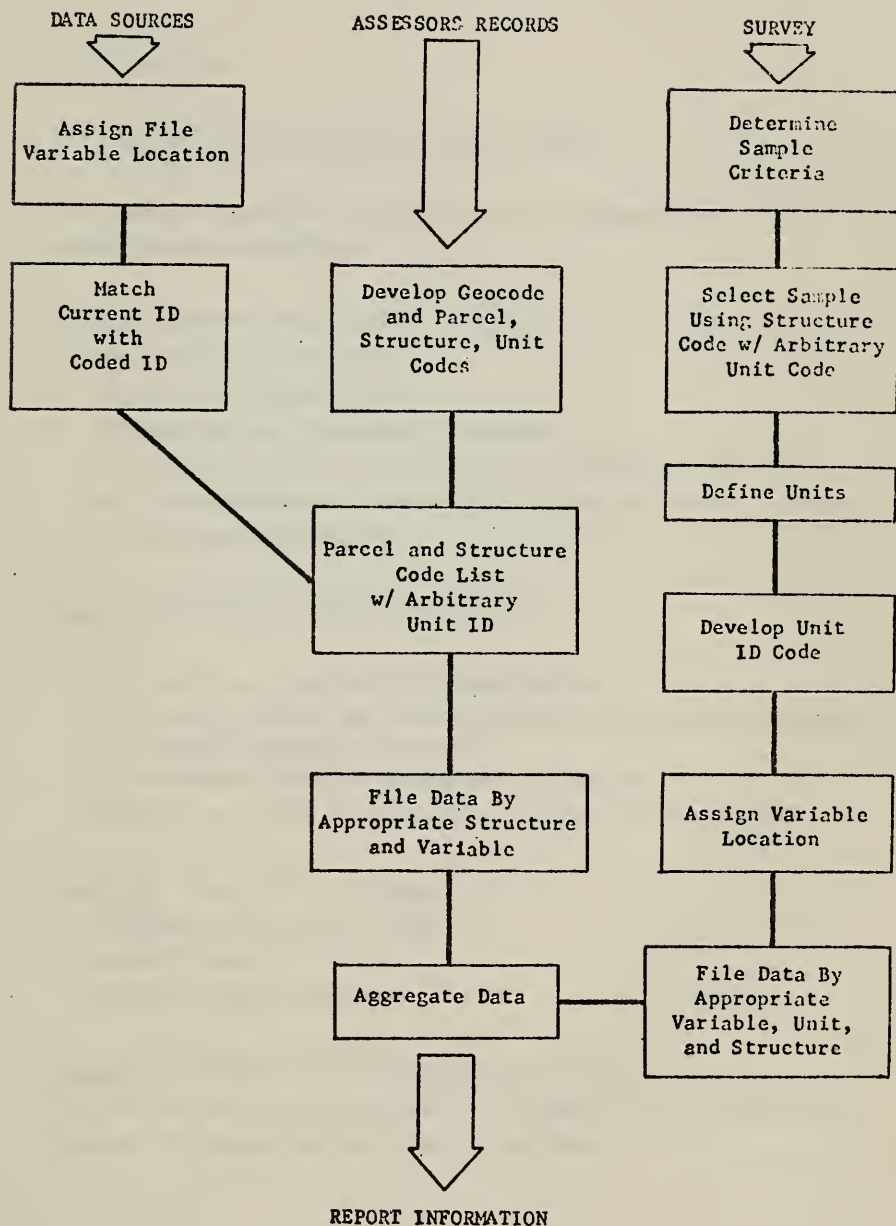 DATA SOURCES
ASSESSORS RECORDS
SURVEY
Assign File
Variable Location
Determine
Sample
Criteria
Match
Current ID
with
Coded ID
Develop Geocode
and Parcel,
Structure, Unit
Codes
Select Sample
Using Structure
Code w/ Arbitrary
Unit Code
Define Units
Parcel and Structure
Code List
w/ Arbitrary
Unit ID
Develop Unit
ID Code
File Data By
Appropriate Structure
and Variable
Assign Variable
Location
Aggregate Data
File Data By
Appropriate
Variable, Unit,
and Structure
REPORT INFORMATION